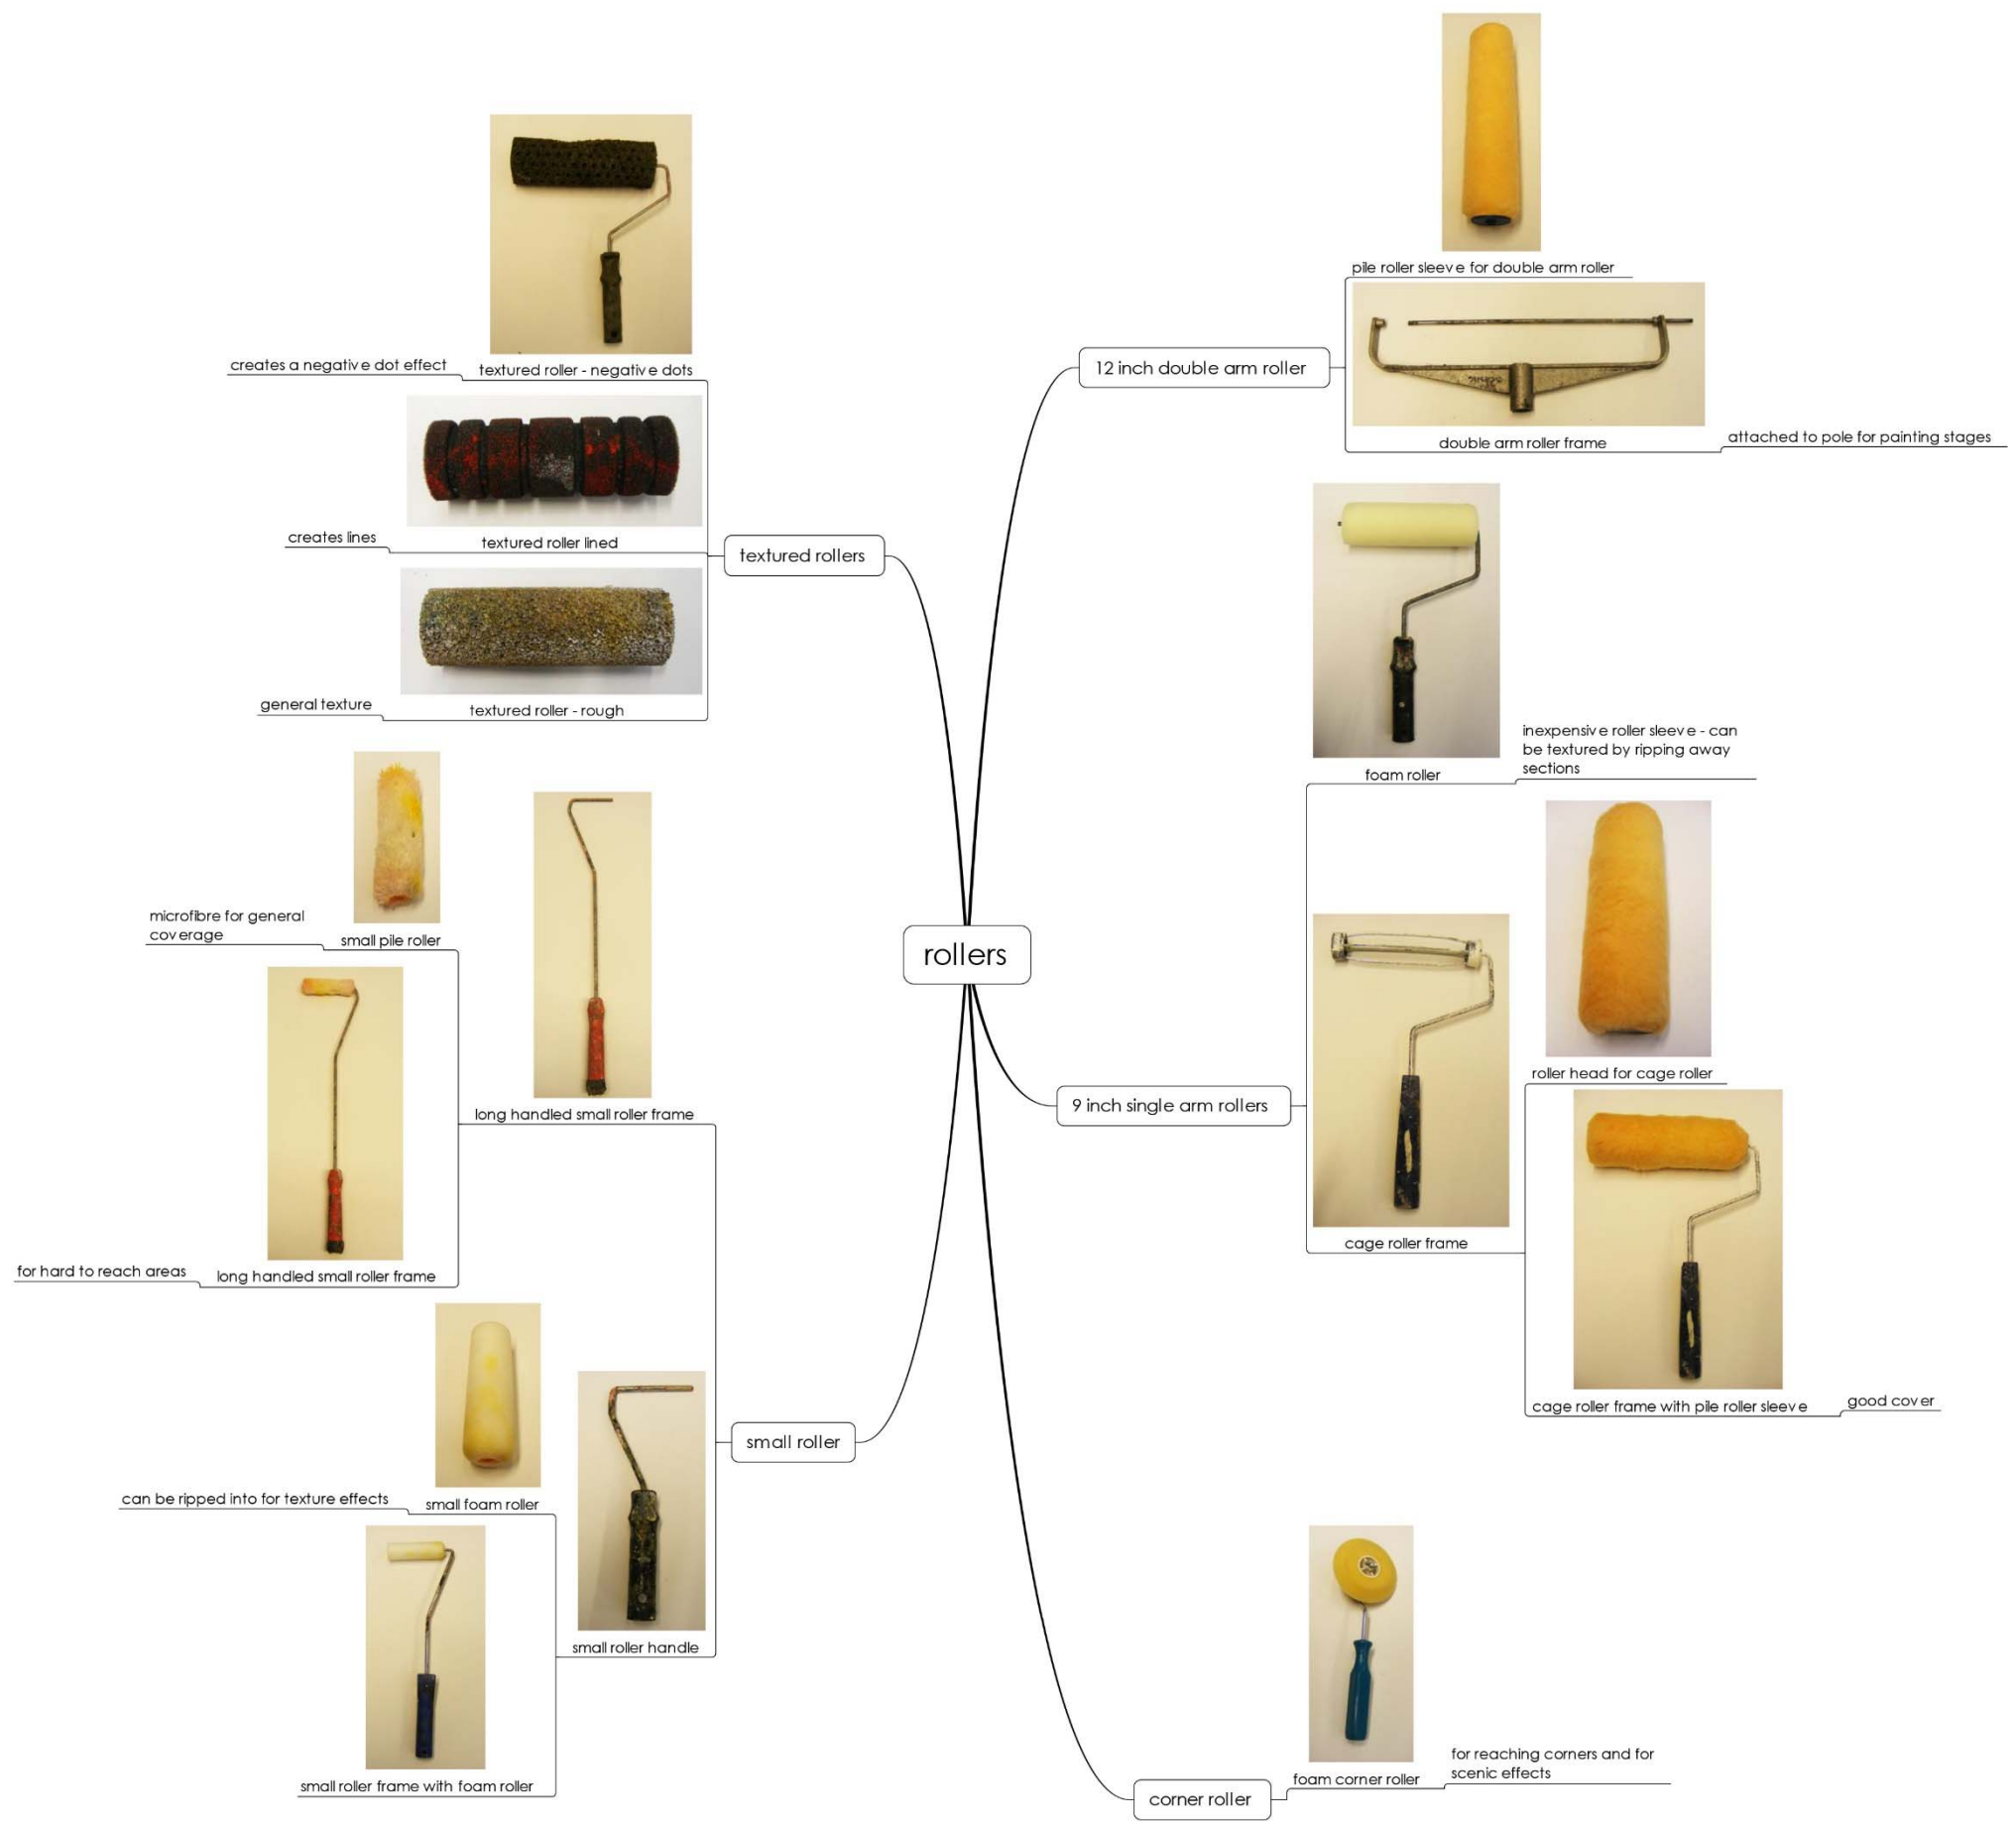 rollers
12 inch double arm roller
pile roller sleeve for double arm roller
double arm roller frame
attached to pole for painting stages
9 inch single arm rollers
foam roller
inexpensive roller sleeve - can
be textured by ripping away
sections
cage roller frame
roller head for cage roller
cage roller frame with pile roller sleeve
good cover
corner roller
foam corner roller
for reaching corners and for
scenic effects
textured rollers
textured roller - negative dots
creates a negative dot effect
textured roller lined
creates lines
textured roller - rough
general texture
small roller
long handled small roller frame
small pile roller
microfibre for general
coverage
long handled small roller frame
for hard to reach areas
small roller handle
small foam roller
can be ripped into for texture effects
small roller frame with foam roller